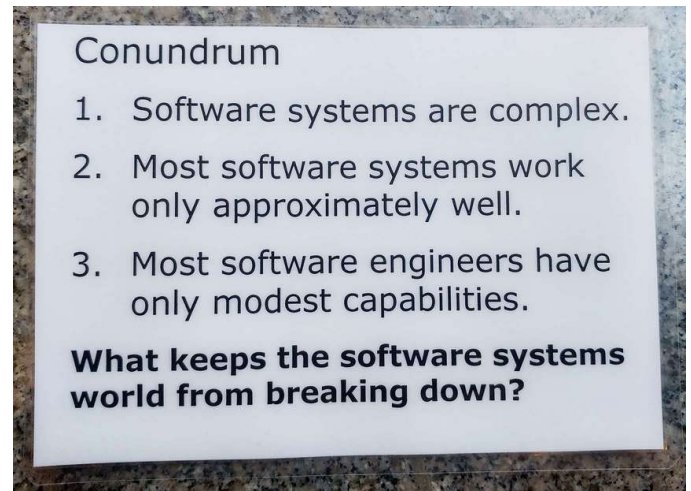 Conundrum
1. Software systems are complex.
2. Most software systems work
only approximately well.
3. Most software engineers have
only modest capabilities.
What keeps the software systems
world from breaking down?